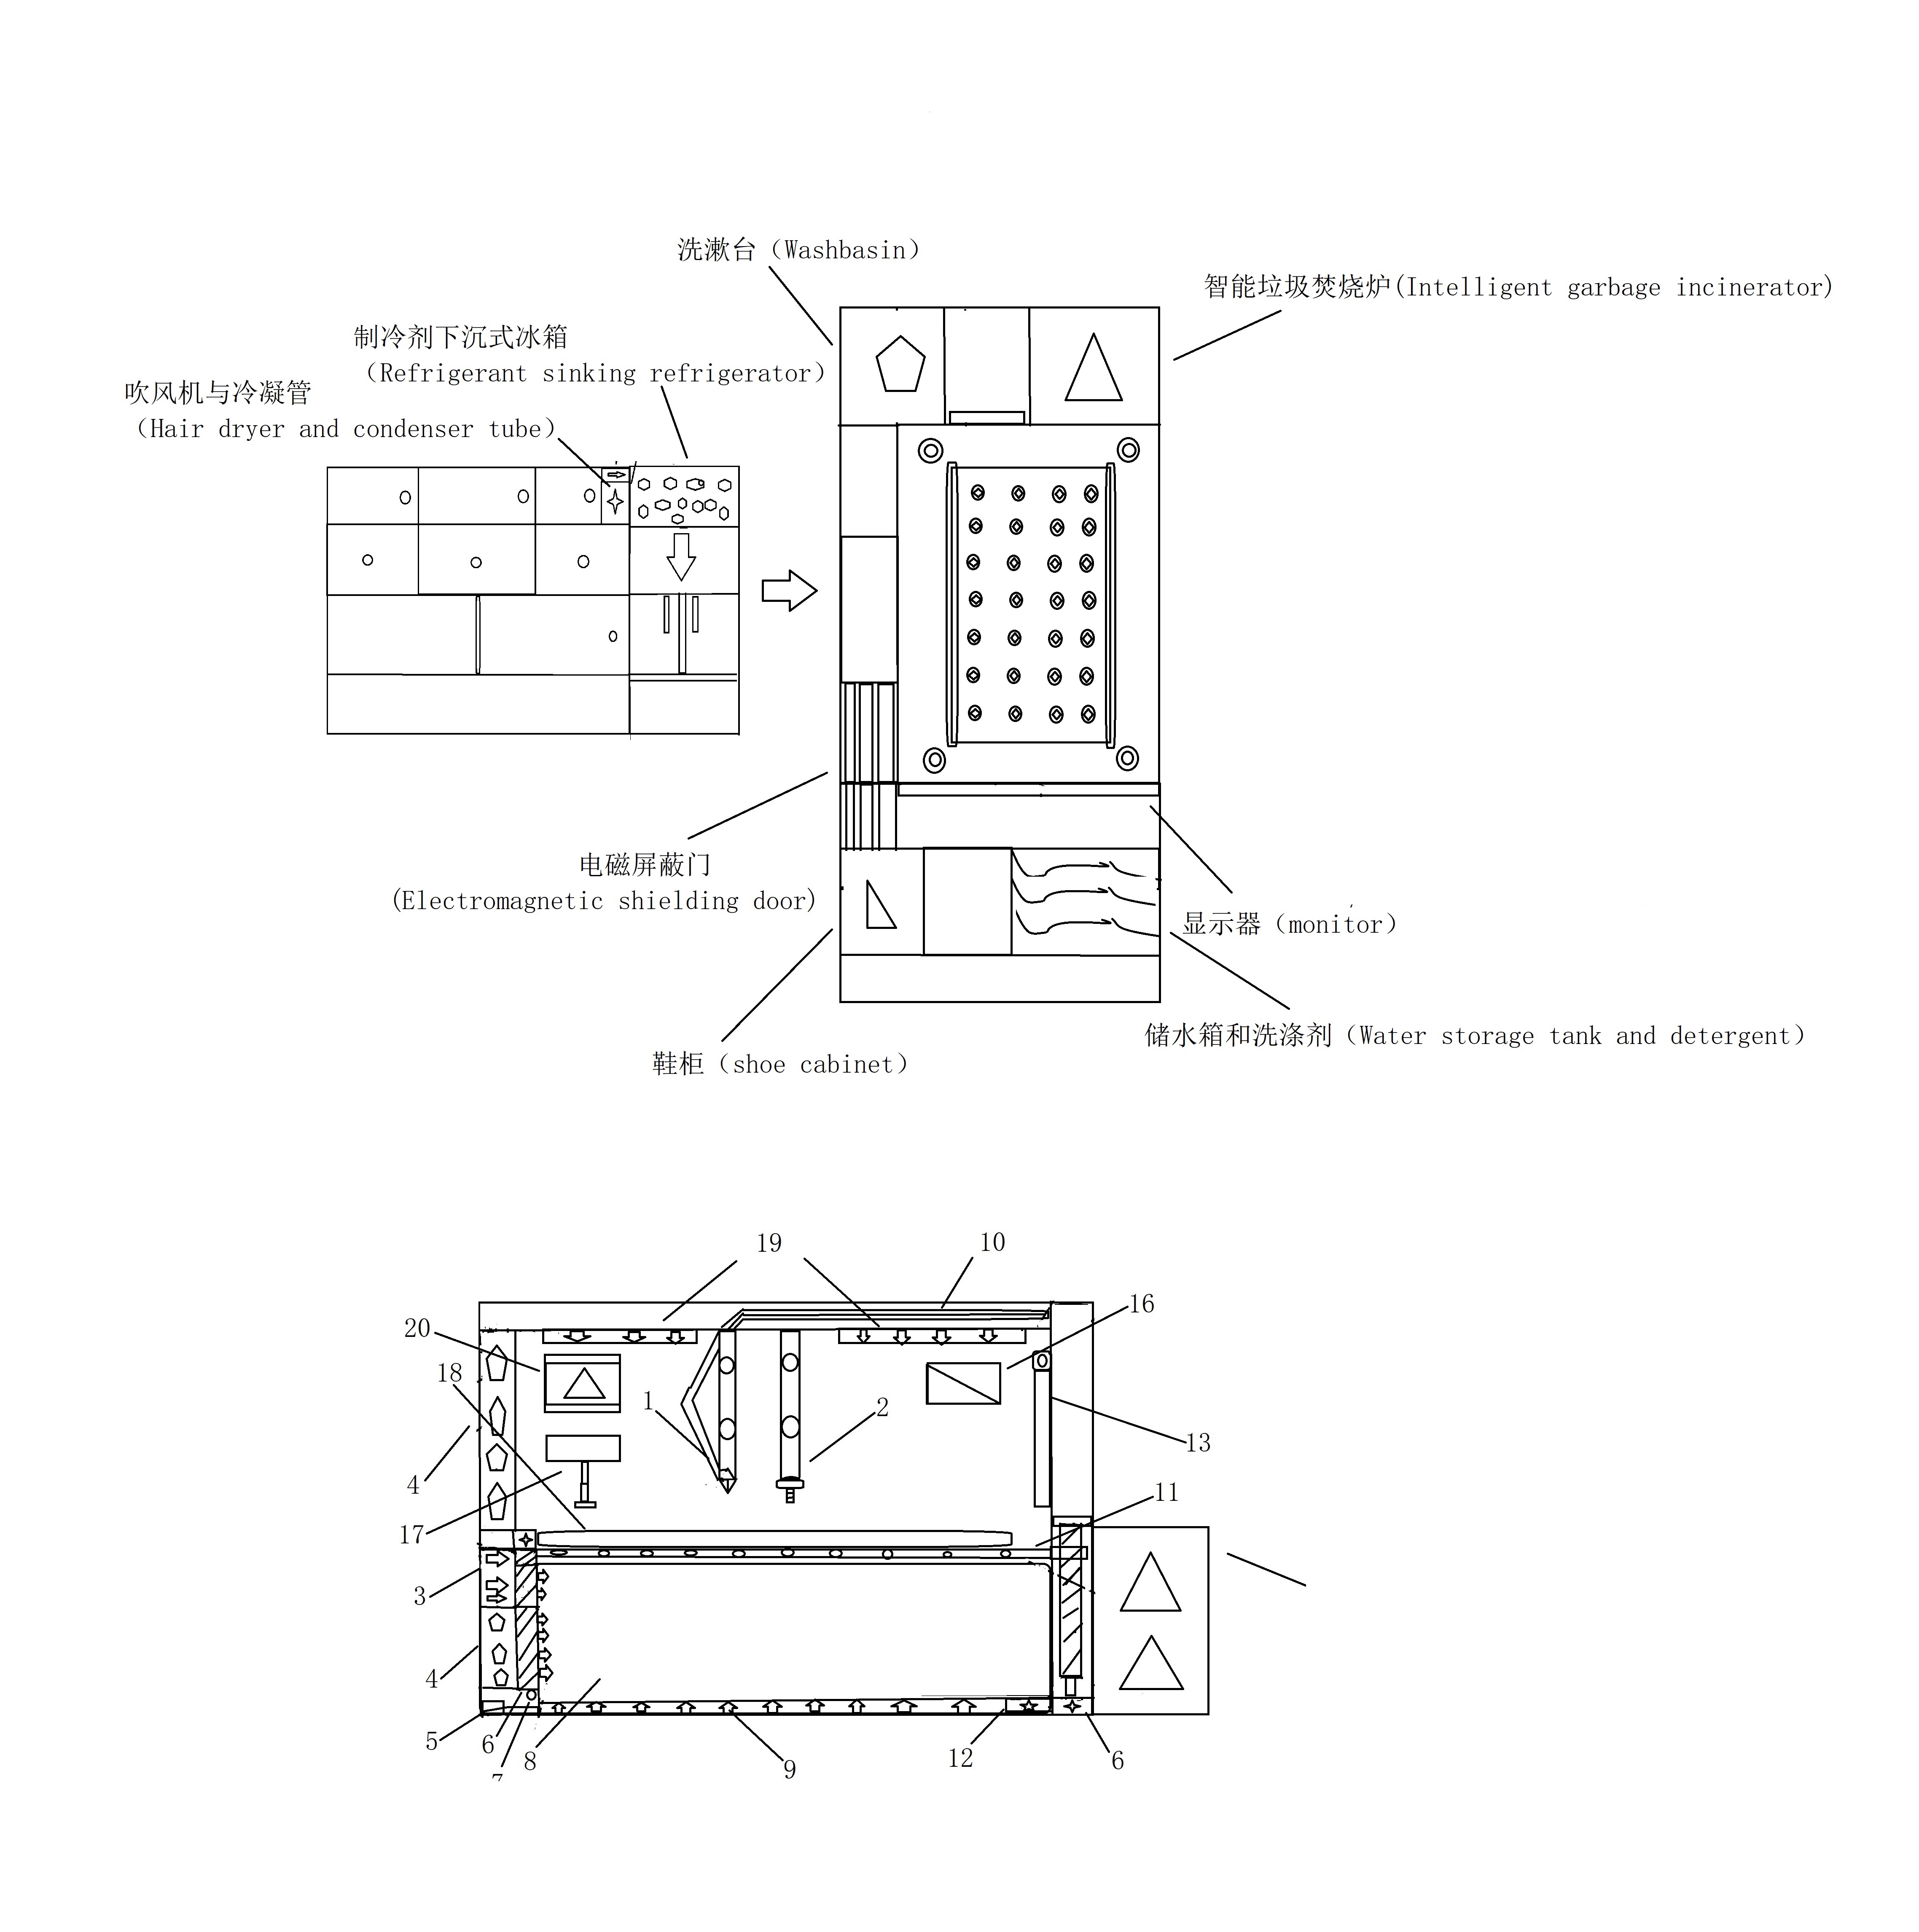 洗漱台（Washbasin）
智能垃圾焚烧炉(Intelligent garbage incinerator)
制冷剂下沉式冰箱
（Refrigerant sinking refrigerator）
吹风机与冷凝管
（Hair dryer and condenser tube）
电磁屏蔽门
(Electromagnetic shielding door)
显示器（monitor）
储水箱和洗涤剂（Water storage tank and detergent）
鞋柜（shoe cabinet）
19
10
16
20
18
1
2
4
13
17
11
3
4
5
6
7
8
9
12
6